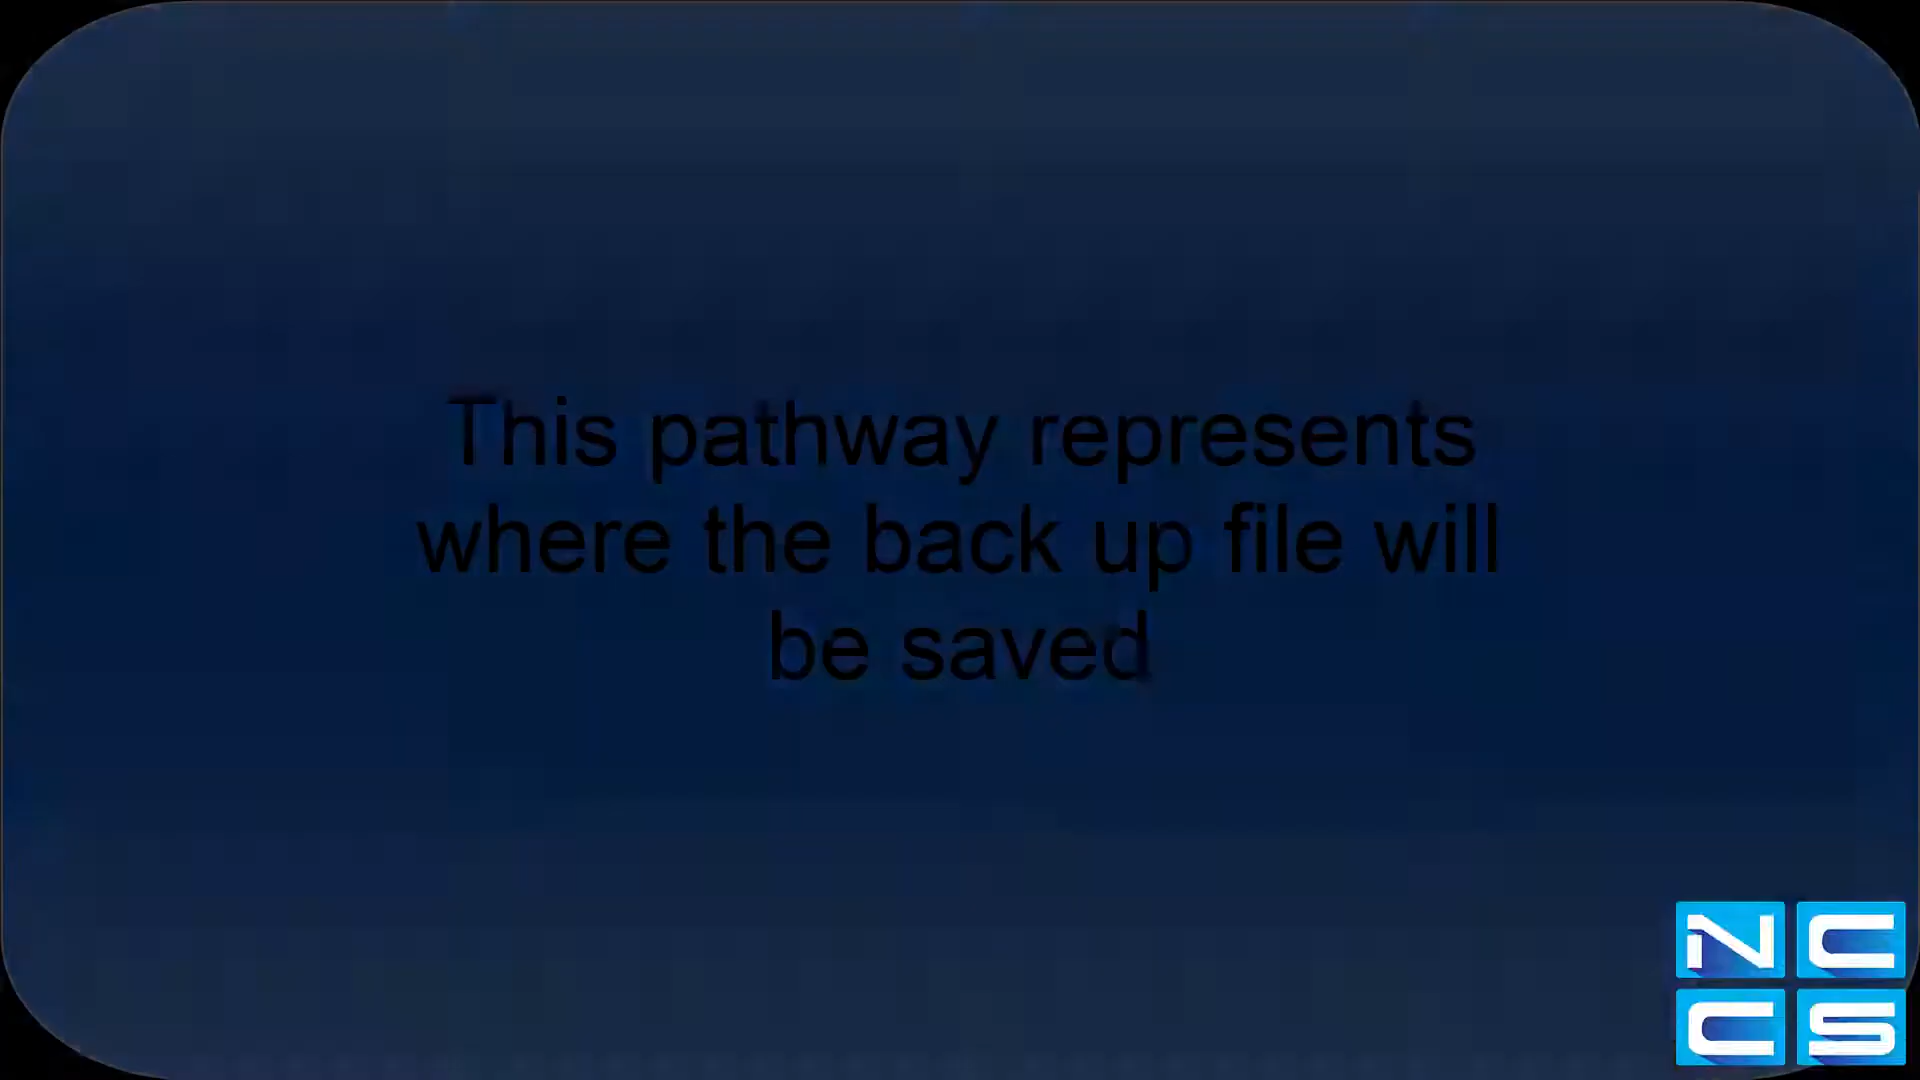 This pathway represents
where the back up file will
be saved
NC
CS